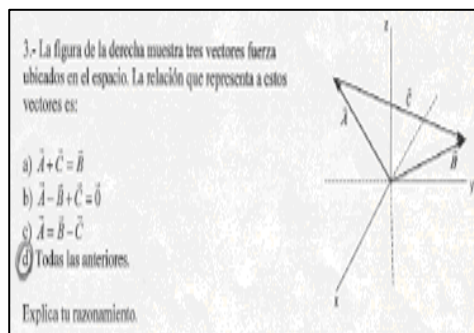 3.- La figura de la derecha muestra tres vectores fuerza
ubicados en el espacio. La relación que representa a estos
vectores es:
a) A⃗ + C⃗ = B⃗
b) A⃗ - B⃗ + C⃗ = 0⃗
c) A⃗ = B⃗ - C⃗
d) Todas las anteriores.
Explica tu razonamiento.
z
C⃗
A⃗
B⃗
y
x